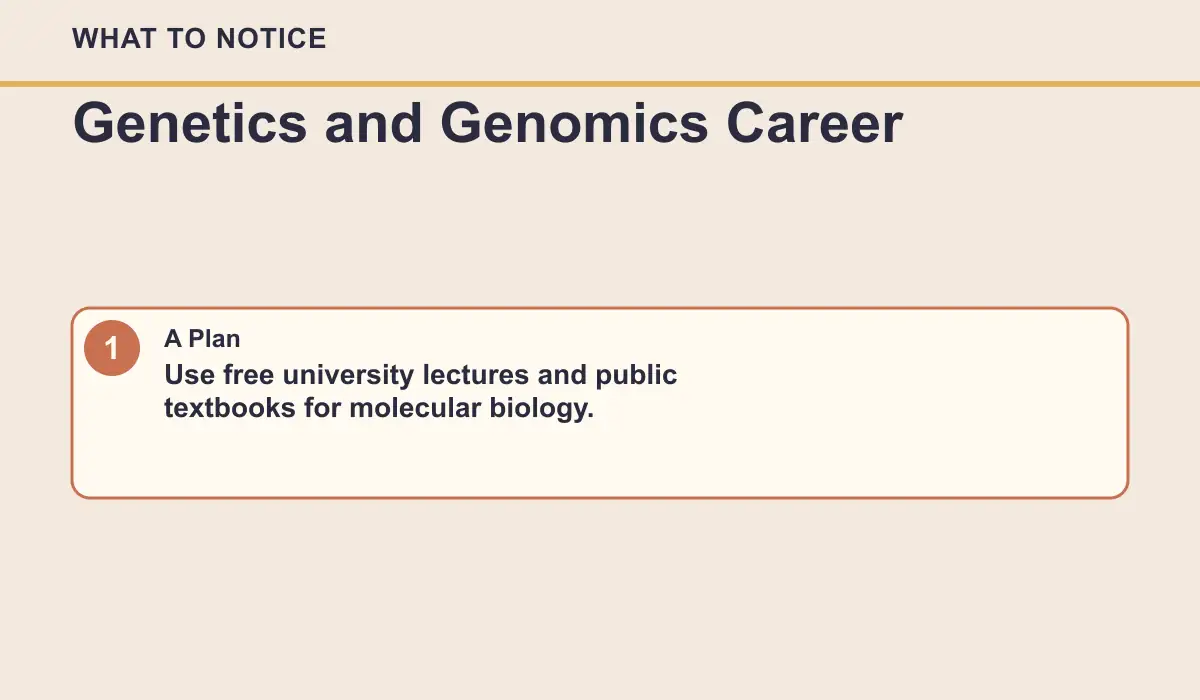 WHAT TO NOTICE
Genetics and Genomics Career
1
A Plan
Use free university lectures and public
textbooks for molecular biology.